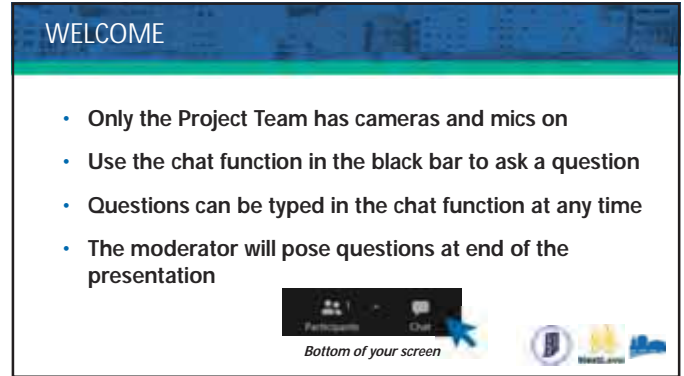 WELCOME
• Only the Project Team has cameras and mics on
• Use the chat function in the black bar to ask a question
• Questions can be typed in the chat function at any time
• The moderator will pose questions at end of the
presentation
Participants
1
Chat
Bottom of your screen